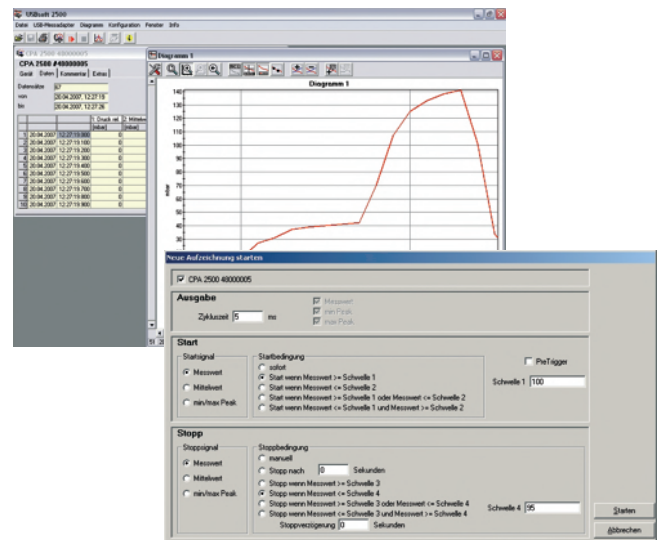 USBsoft 2500
Datei USB-Messadapter Diagramm Konfiguration Fenster Info
CPA 2500 48000005
CPA 2500 #48000005
Gerät Daten Kommentar Extras
Datensätze 67
von 20.04.2007, 12:27:19
bis 20.04.2007, 12:27:26
1 Druck rel. 2 Mittelwe
[mbar] [mbar]
1 20.04.2007 12:27:19.000 0
2 20.04.2007 12:27:19.100 0
3 20.04.2007 12:27:19.200 0
4 20.04.2007 12:27:19.300 0
5 20.04.2007 12:27:19.400 0
6 20.04.2007 12:27:19.500 0
7 20.04.2007 12:27:19.600 0
8 20.04.2007 12:27:19.700 0
9 20.04.2007 12:27:19.800 0
10 20.04.2007 12:27:19.900 0
Diagramm 1
Diagramm 1
140
130
120
110
100
90
80
70
60
50
40
30
mbar
Neue Aufzeichnung starten
CPA 2500 48000005
Ausgabe
Zykluszeit 5 ms
Messwert
min Peak
max Peak
Start
Startsignal
Messwert
Mittelwert
min/max Peak
Startbedingung
sofort
Start wenn Messwert >= Schwelle 1
Start wenn Messwert <= Schwelle 2
Start wenn Messwert >= Schwelle 1 oder Messwert <= Schwelle 2
Start wenn Messwert <= Schwelle 1 und Messwert >= Schwelle 2
PreTrigger
Schwelle 1 100
Stopp
Stoppsignal
Messwert
Mittelwert
min/max Peak
Stoppbedingung
manuell
Stopp nach 0 Sekunden
Stopp wenn Messwert >= Schwelle 3
Stopp wenn Messwert <= Schwelle 4
Stopp wenn Messwert >= Schwelle 3 oder Messwert <= Schwelle 4
Stopp wenn Messwert <= Schwelle 3 und Messwert >= Schwelle 4
Stoppverzögerung 0 Sekunden
Schwelle 4 95
Starten
Abbrechen